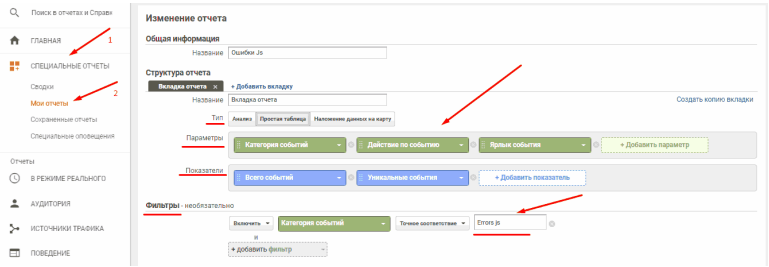 Поиск в отчетах и Справк
ГЛАВНАЯ
1
СПЕЦИАЛЬНЫЕ ОТЧЕТЫ
Сводки
2
Мои отчеты
Сохраненные отчеты
Специальные оповещения
Отчеты
В РЕЖИМЕ РЕАЛЬНОГО
АУДИТОРИЯ
ИСТОЧНИКИ ТРАФИКА
ПОВЕДЕНИЕ
Изменение отчета
Общая информация
Название Ошибки Js
Структура отчета
Вкладка отчета × + Добавить вкладку
Название Вкладка отчета Создать копию вкладки
Тип Анализ Простая таблица Наложение данных на карту
Параметры Категория событий Действие по событию Ярлык события + Добавить параметр
Показатели Всего событий Уникальные события + Добавить показатель
Фильтры - необязательно
Включить Категория событий Точное соответствие Errors js
и
+ добавить фильтр